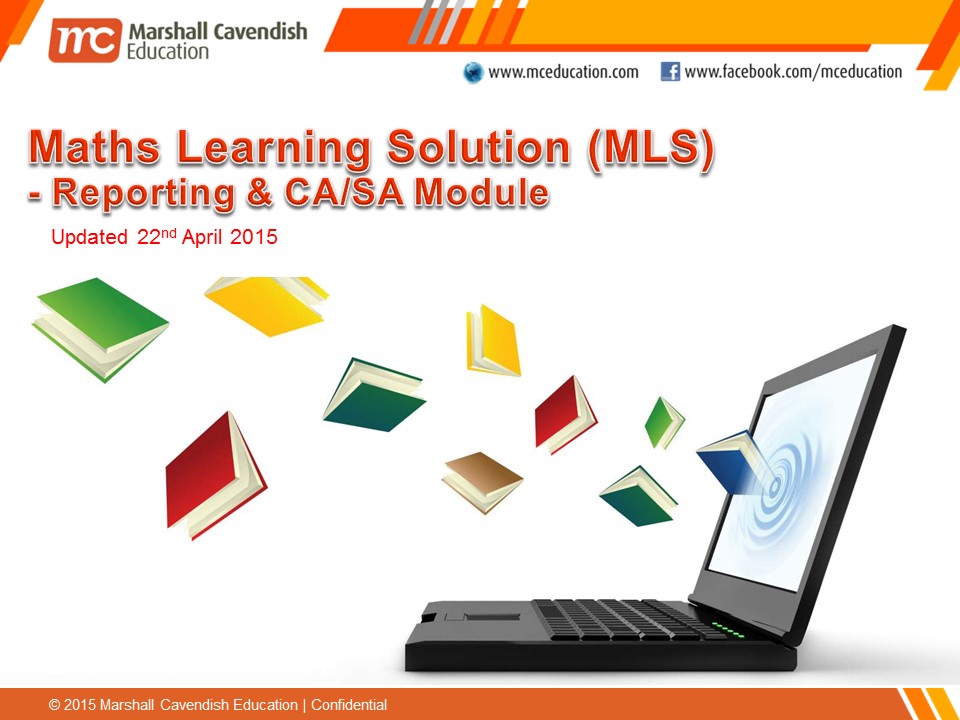 mc Marshall Cavendish
Education
www.mceducation.com
www.facebook.com/mceducation
Maths Learning Solution (MLS)
- Reporting & CA/SA Module
Updated 22nd April 2015
© 2015 Marshall Cavendish Education | Confidential